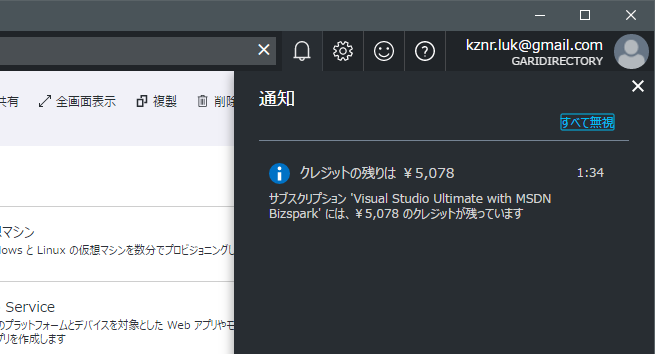 kznr.luk@gmail.com
GARIDIRECTORY
共有 全画面表示 複製 削除
通知
すべて無視
クレジットの残りは ￥5,078 1:34
サブスクリプション 'Visual Studio Ultimate with MSDN
Bizspark' には、￥5,078 のクレジットが残っています
マシン
ows と Linux の仮想マシンを数分でプロビジョニングし
Service
のプラットフォームとデバイスを対象とした Web アプリやモ
プリを作成します